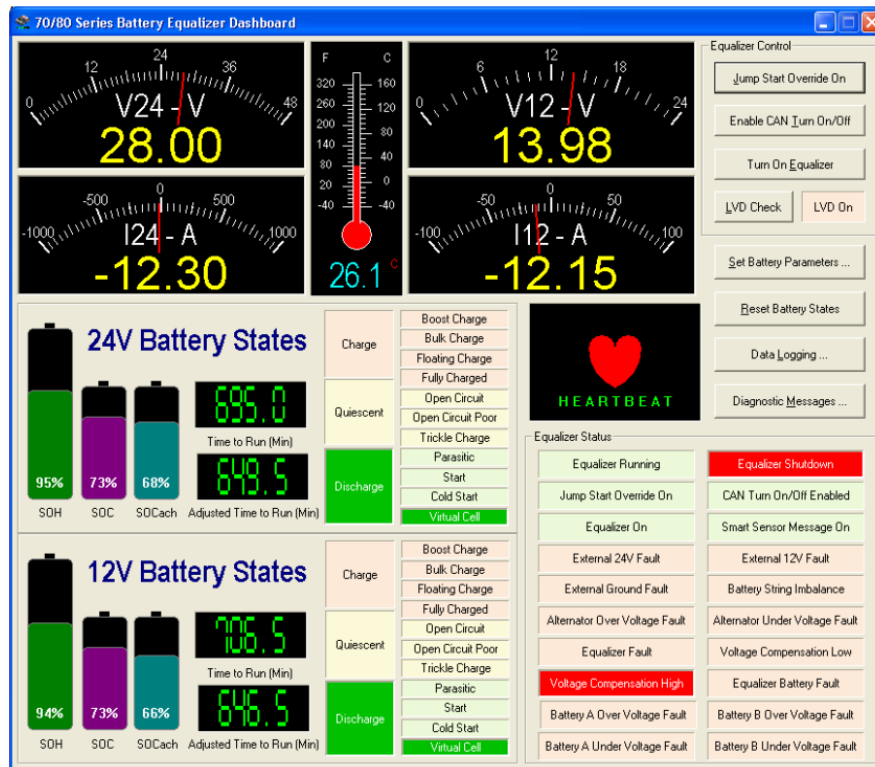 70/80 Series Battery Equalizer Dashboard
0 12 24 36 48
V24 - V
28.00
F C
320 160
260 120
200 80
140 40
80 0
20 -40
-40
26.1 C
0 6 12 18 24
V12 - V
13.98
-1000 -500 0 500 1000
I24 - A
-12.30
-100 -50 0 50 100
I12 - A
-12.15
Equalizer Control
Jump Start Override On
Enable CAN Turn On/Off
Turn On Equalizer
LVD Check LVD On
Set Battery Parameters ...
Reset Battery States
Data Logging ...
Diagnostic Messages ...
24V Battery States
695.0
Time to Run (Min)
649.5
Adjusted Time to Run (Min)
95% 73% 68%
SOH SOC SOCach
Charge
Quiescent
Discharge
Boost Charge
Bulk Charge
Floating Charge
Fully Charged
Open Circuit
Open Circuit Poor
Trickle Charge
Parasitic
Start
Cold Start
Virtual Cell
HEARTBEAT
12V Battery States
706.5
Time to Run (Min)
646.5
Adjusted Time to Run (Min)
94% 73% 66%
SOH SOC SOCach
Charge
Quiescent
Discharge
Boost Charge
Bulk Charge
Floating Charge
Fully Charged
Open Circuit
Open Circuit Poor
Trickle Charge
Parasitic
Start
Cold Start
Virtual Cell
Equalizer Status
Equalizer Running Equalizer Shutdown
Jump Start Override On CAN Turn On/Off Enabled
Equalizer On Smart Sensor Message On
External 24V Fault External 12V Fault
External Ground Fault Battery String Imbalance
Alternator Over Voltage Fault Alternator Under Voltage Fault
Equalizer Fault Voltage Compensation Low
Voltage Compensation High Equalizer Battery Fault
Battery A Over Voltage Fault Battery B Over Voltage Fault
Battery A Under Voltage Fault Battery B Under Voltage Fault